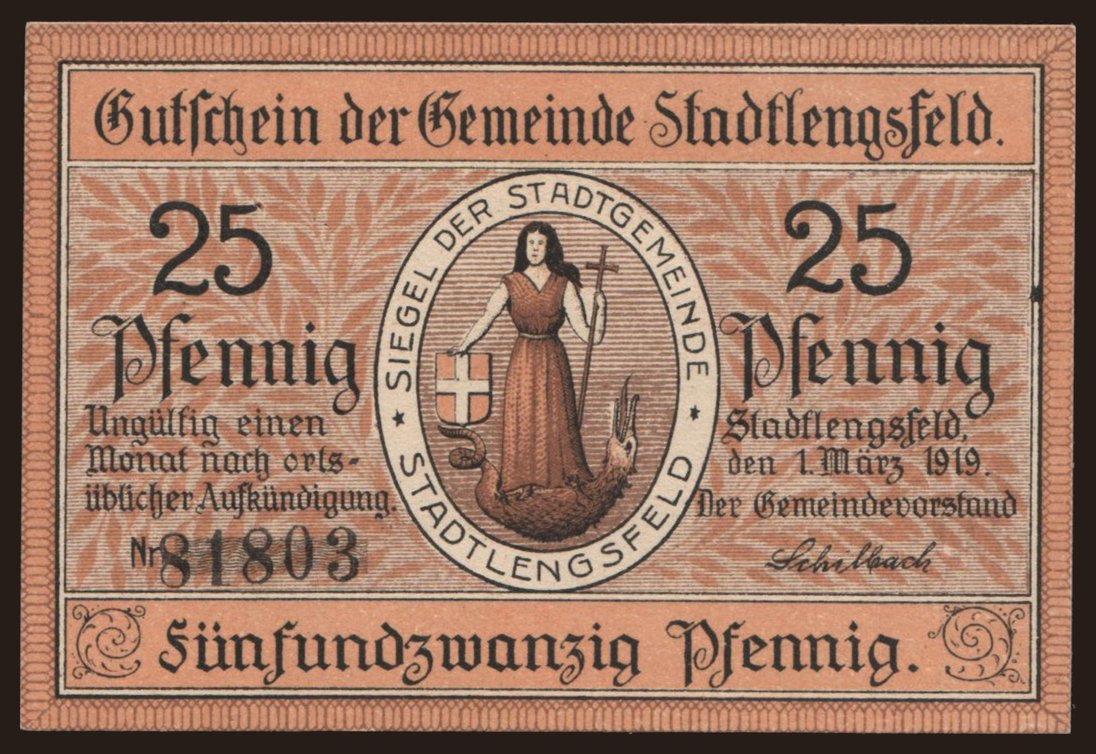 Gutschein der Gemeinde Stadtlengsfeld.
25
Pfennig
Ungültig einen
Monat nach orts-
üblicher Aufkündigung.
Nr 81803
SIEGEL DER STADTGEMEINDE
STADTLENGSFELD
25
Pfennig
Stadtlengsfeld,
den 1. März 1919.
Der Gemeindevorstand
Schilbach
Fünfundzwanzig Pfennig.